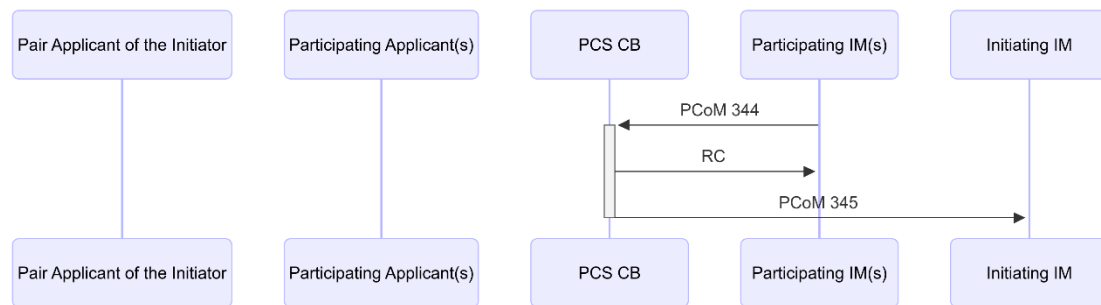 Pair Applicant of the Initiator
Participating Applicant(s)
PCS CB
Participating IM(s)
Initiating IM
PCoM 344
RC
PCoM 345
Pair Applicant of the Initiator
Participating Applicant(s)
PCS CB
Participating IM(s)
Initiating IM